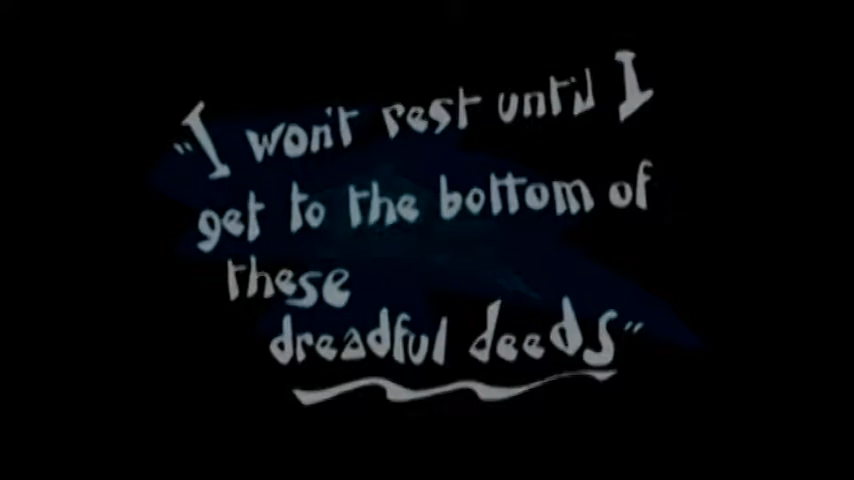 "I won't rest until I
get to the bottom of
these
dreadful deeds"